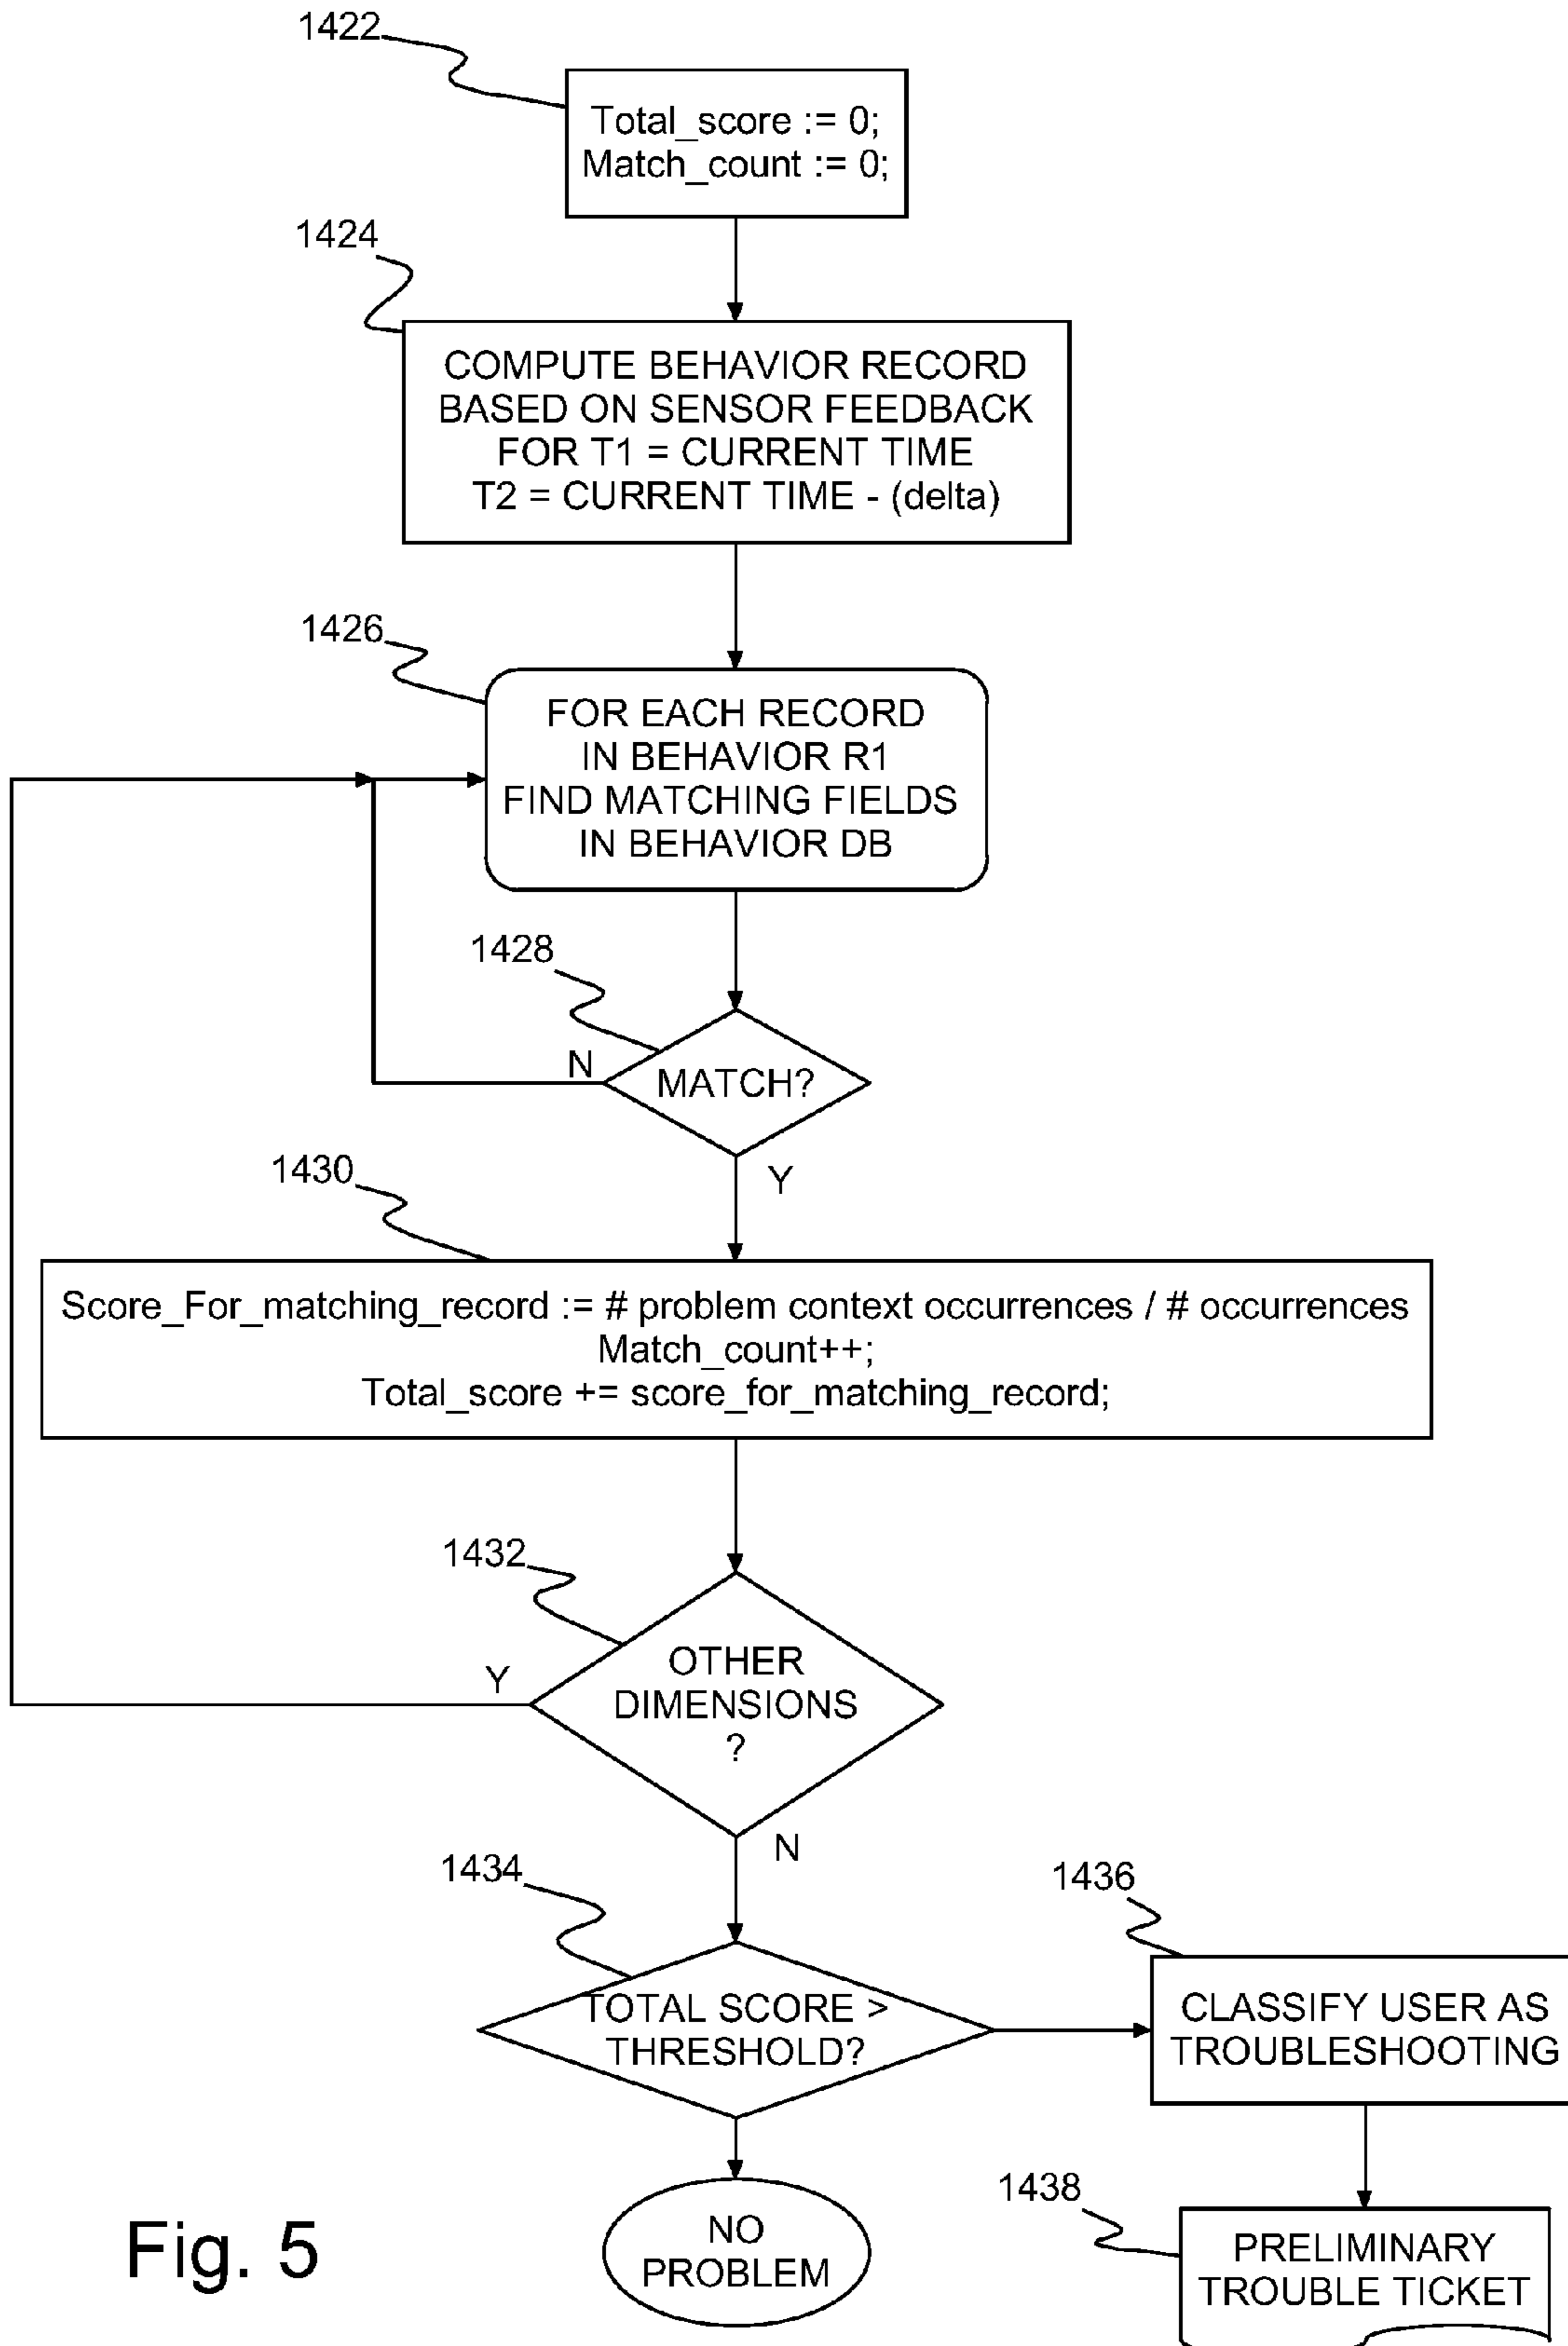 1422
Total_score := 0;
Match_count := 0;
1424
COMPUTE BEHAVIOR RECORD
BASED ON SENSOR FEEDBACK
FOR T1 = CURRENT TIME
T2 = CURRENT TIME - (delta)
1426
FOR EACH RECORD
IN BEHAVIOR R1
FIND MATCHING FIELDS
IN BEHAVIOR DB
1428
N
MATCH?
Y
1430
Score_For_matching_record := # problem context occurrences / # occurrences
Match_count++;
Total_score += score_for_matching_record;
1432
Y
OTHER
DIMENSIONS
?
N
1434
TOTAL SCORE >
THRESHOLD?
1436
CLASSIFY USER AS
TROUBLESHOOTING
NO
PROBLEM
1438
PRELIMINARY
TROUBLE TICKET
Fig. 5